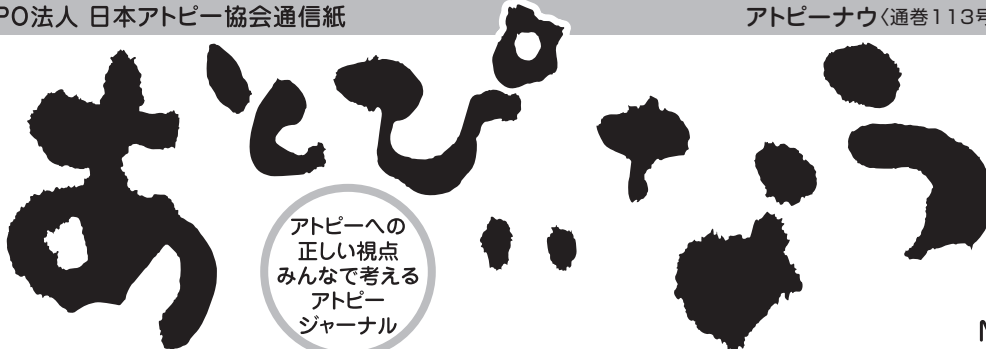 PO法人 日本アトピー協会通信紙
アトピーナウ〈通巻113号
あとぴいなう
アトピーへの
正しい視点
みんなで考える
アトピー
ジャーナル